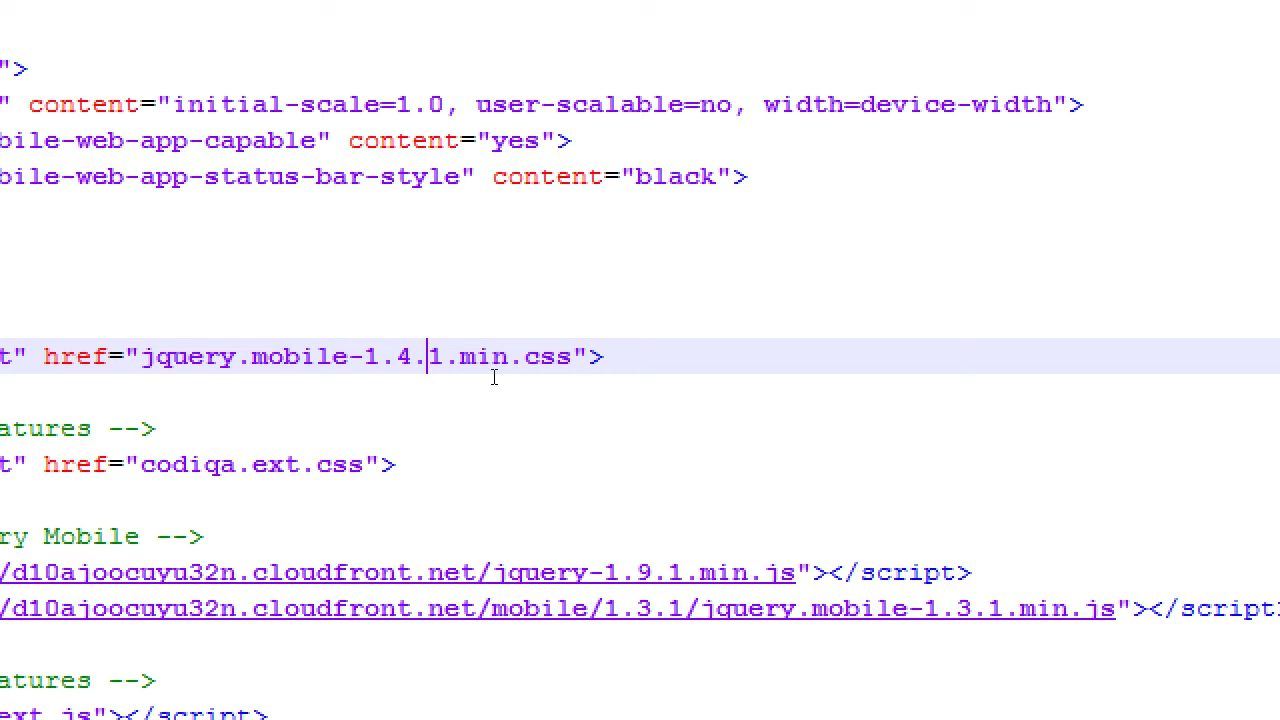 ">
" content="initial-scale=1.0, user-scalable=no, width=device-width">
bile-web-app-capable" content="yes">
bile-web-app-status-bar-style" content="black">
t" href="jquery.mobile-1.4.1.min.css">
atures -->
t" href="codiqa.ext.css">
ry Mobile -->
/d10ajoocuyu32n.cloudfront.net/jquery-1.9.1.min.js"></script>
/d10ajoocuyu32n.cloudfront.net/mobile/1.3.1/jquery.mobile-1.3.1.min.js"></script
atures -->
ext.js"></script>